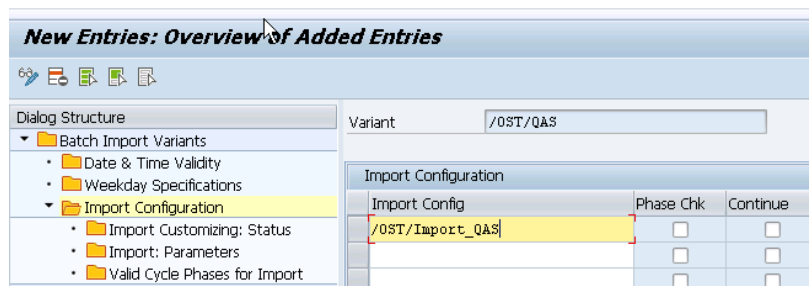 New Entries: Overview of Added Entries
Dialog Structure
Batch Import Variants
Date & Time Validity
Weekday Specifications
Import Configuration
Import Customizing: Status
Import: Parameters
Valid Cycle Phases for Import
Variant /OST/QAS
Import Configuration
Import Config Phase Chk Continue
/OST/Import_QAS